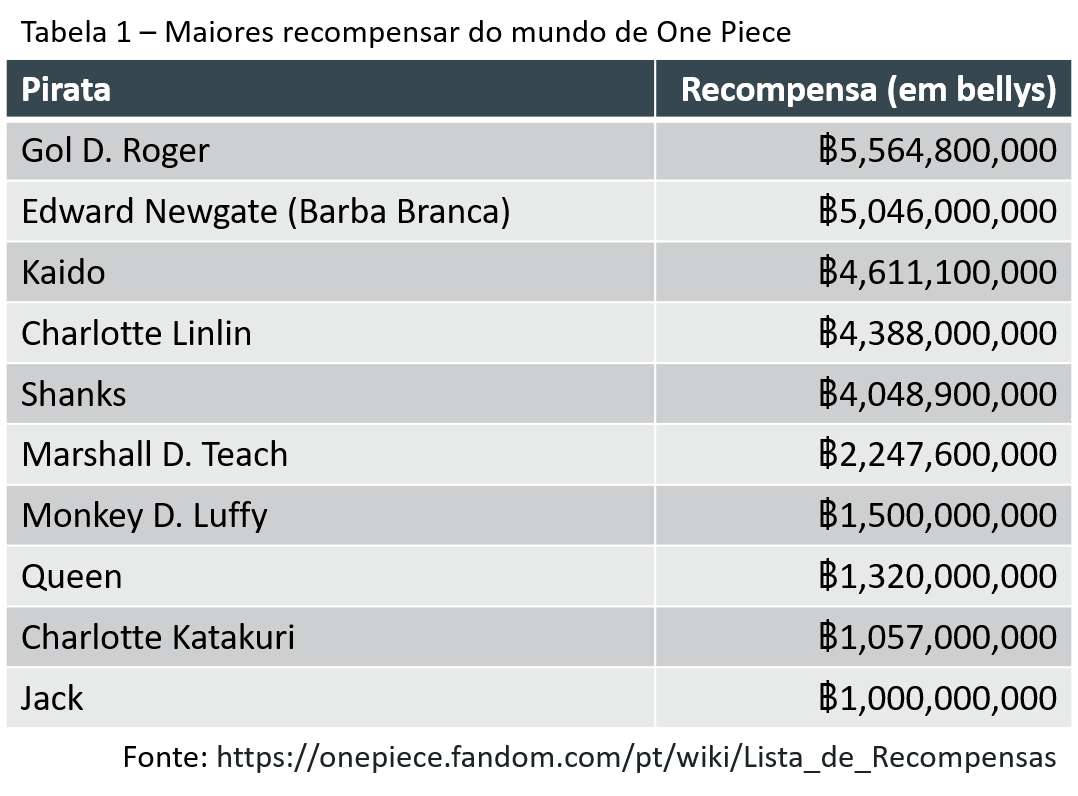 Tabela 1 – Maiores recompensar do mundo de One Piece
Pirata Recompensa (em bellys)
Gol D. Roger ฿5,564,800,000
Edward Newgate (Barba Branca) ฿5,046,000,000
Kaido ฿4,611,100,000
Charlotte Linlin ฿4,388,000,000
Shanks ฿4,048,900,000
Marshall D. Teach ฿2,247,600,000
Monkey D. Luffy ฿1,500,000,000
Queen ฿1,320,000,000
Charlotte Katakuri ฿1,057,000,000
Jack ฿1,000,000,000
Fonte: https://onepiece.fandom.com/pt/wiki/Lista_de_Recompensas